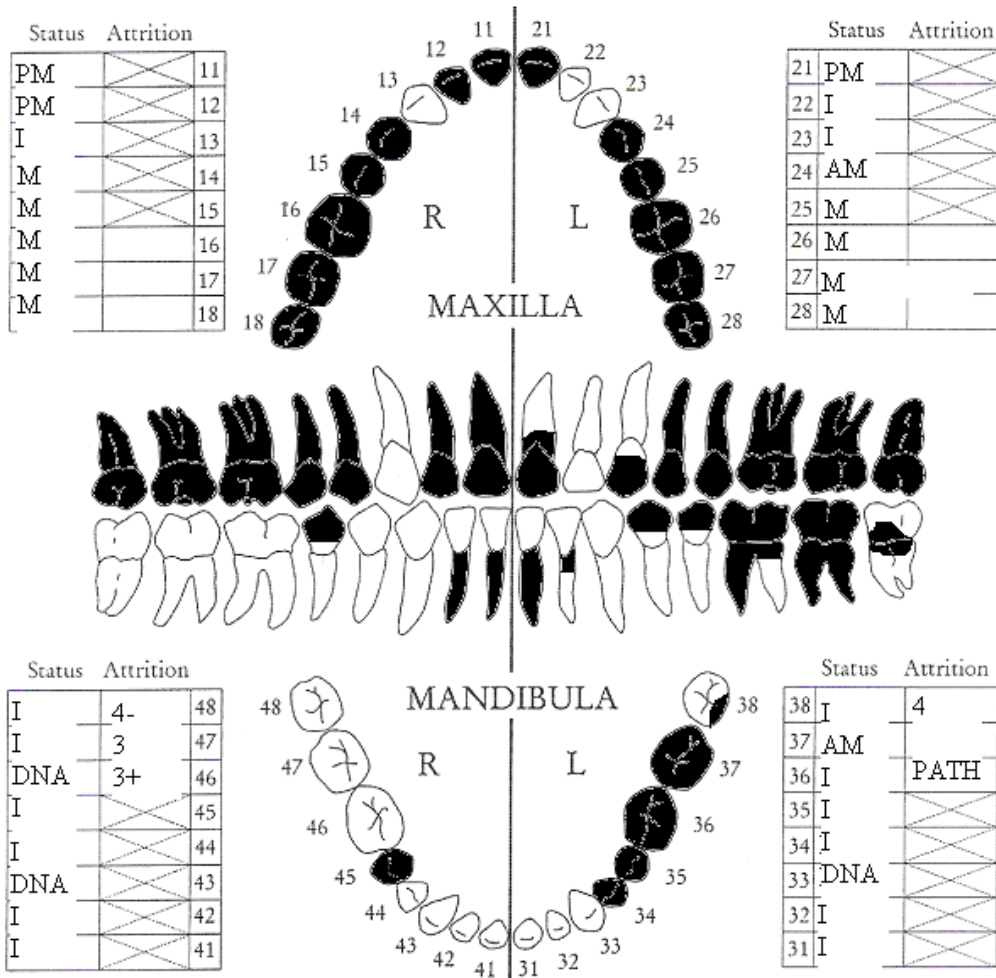 Status Attrition
PM 11
PM 12
I 13
M 14
M 15
M 16
M 17
M 18
11 21
12 22
13 23
14 24
15 25
16 26
17 27
18 28
R L
MAXILLA
Status Attrition
21 PM
22 I
23 I
24 AM
25 M
26 M
27 M
28 M
Status Attrition
I 4- 48
I 3 47
DNA 3+ 46
I 45
I 44
DNA 43
I 42
I 41
MANDIBULA
R L
48 38
47 37
46 36
45 35
44 34
43 33
42 32
41 31
Status Attrition
38 I 4
37 AM
36 I PATH
35 I
34 I
33 DNA
32 I
31 I